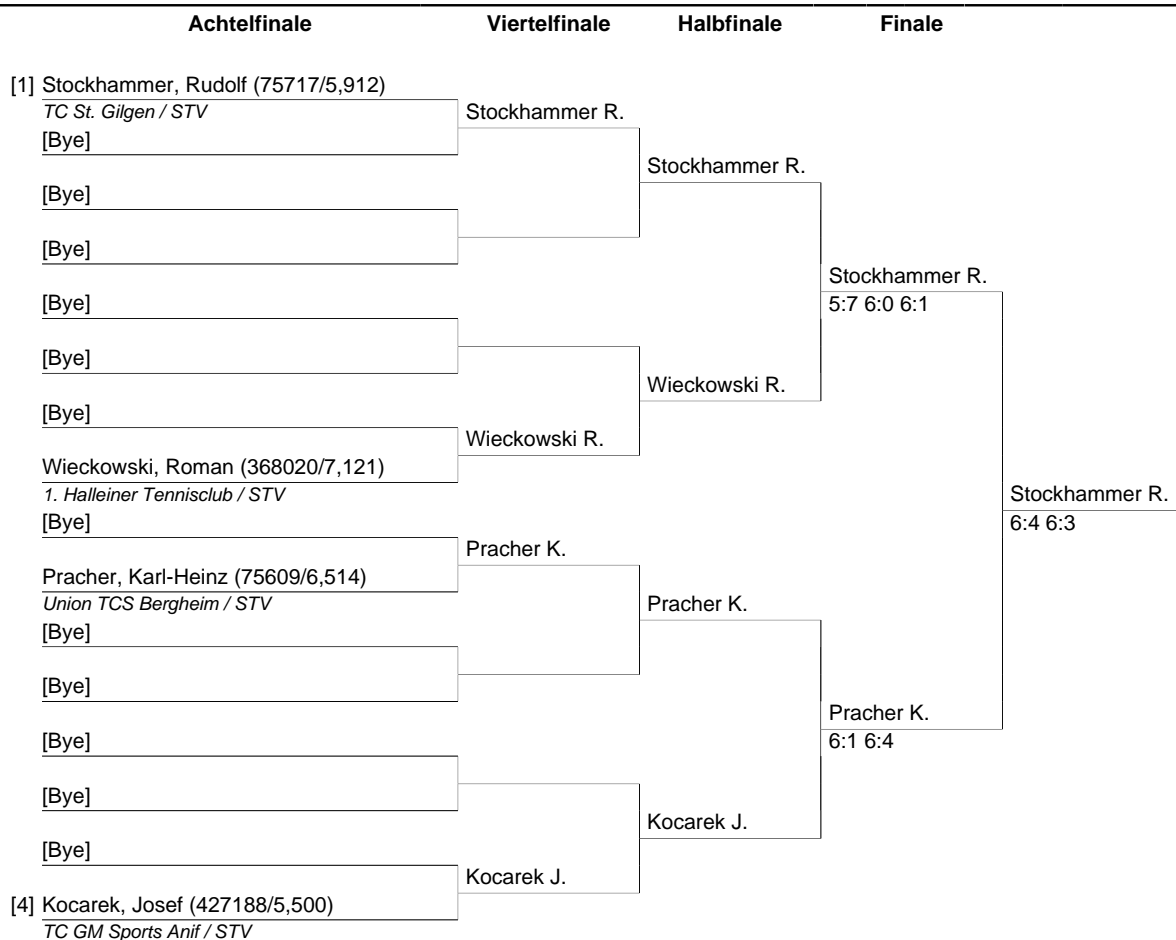 Achtelfinale Viertelfinale Halbfinale Finale
[1] Stockhammer, Rudolf (75717/5,912)
TC St. Gilgen / STV
Stockhammer R.
[Bye]
Stockhammer R.
[Bye]
[Bye]
Stockhammer R.
[Bye]
5:7 6:0 6:1
[Bye]
Wieckowski R.
[Bye]
Wieckowski R.
Wieckowski, Roman (368020/7,121)
1. Halleiner Tennisclub / STV
Stockhammer R.
[Bye]
6:4 6:3
Pracher K.
Pracher, Karl-Heinz (75609/6,514)
Union TCS Bergheim / STV
Pracher K.
[Bye]
[Bye]
Pracher K.
[Bye]
6:1 6:4
[Bye]
Kocarek J.
[Bye]
Kocarek J.
[4] Kocarek, Josef (427188/5,500)
TC GM Sports Anif / STV